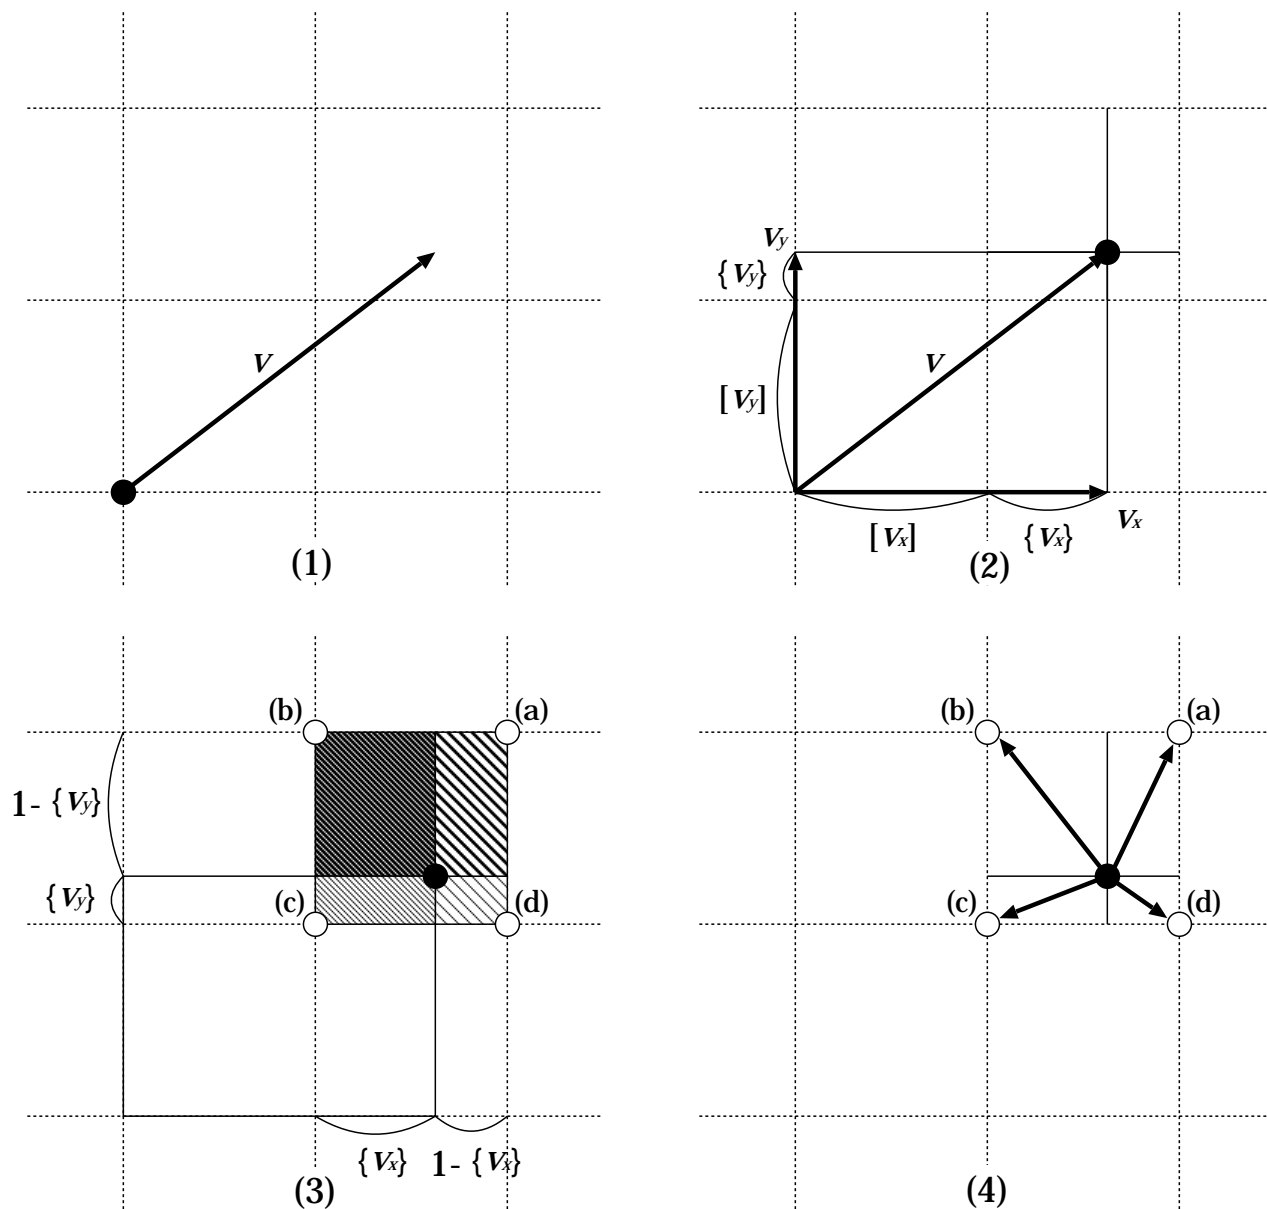 V
(1)
Vy
{Vy}
V
[Vy]
Vx
[Vx] {Vx}
(2)
(b) (a)
1- {Vy}
{Vy}
(c) (d)
{Vx} 1- {Vx}
(3)
(b) (a)
(c) (d)
(4)